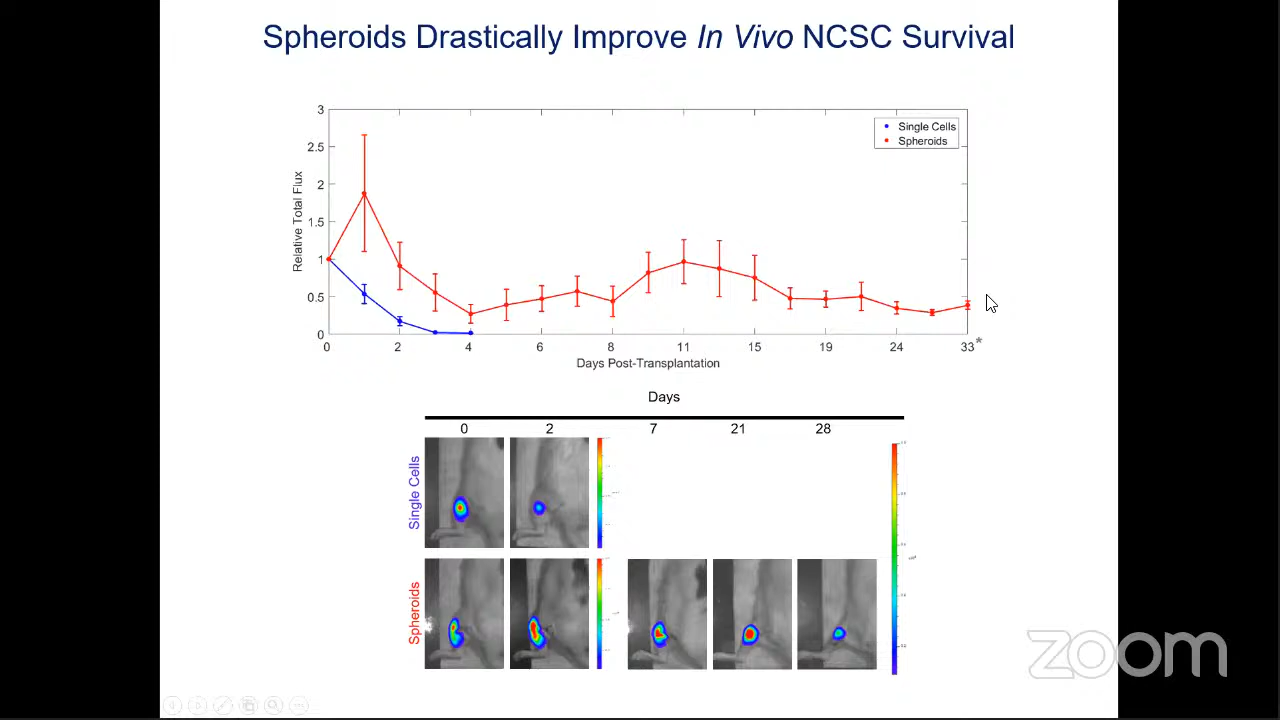 Spheroids Drastically Improve In Vivo NCSC Survival
3
2.5
2
1.5
1
0.5
0
Relative Total Flux
Single Cells
Spheroids
0 2 4 6 8 11 15 19 24 33*
Days Post-Transplantation
Days
0 2 7 21 28
Single Cells
Spheroids
zoom